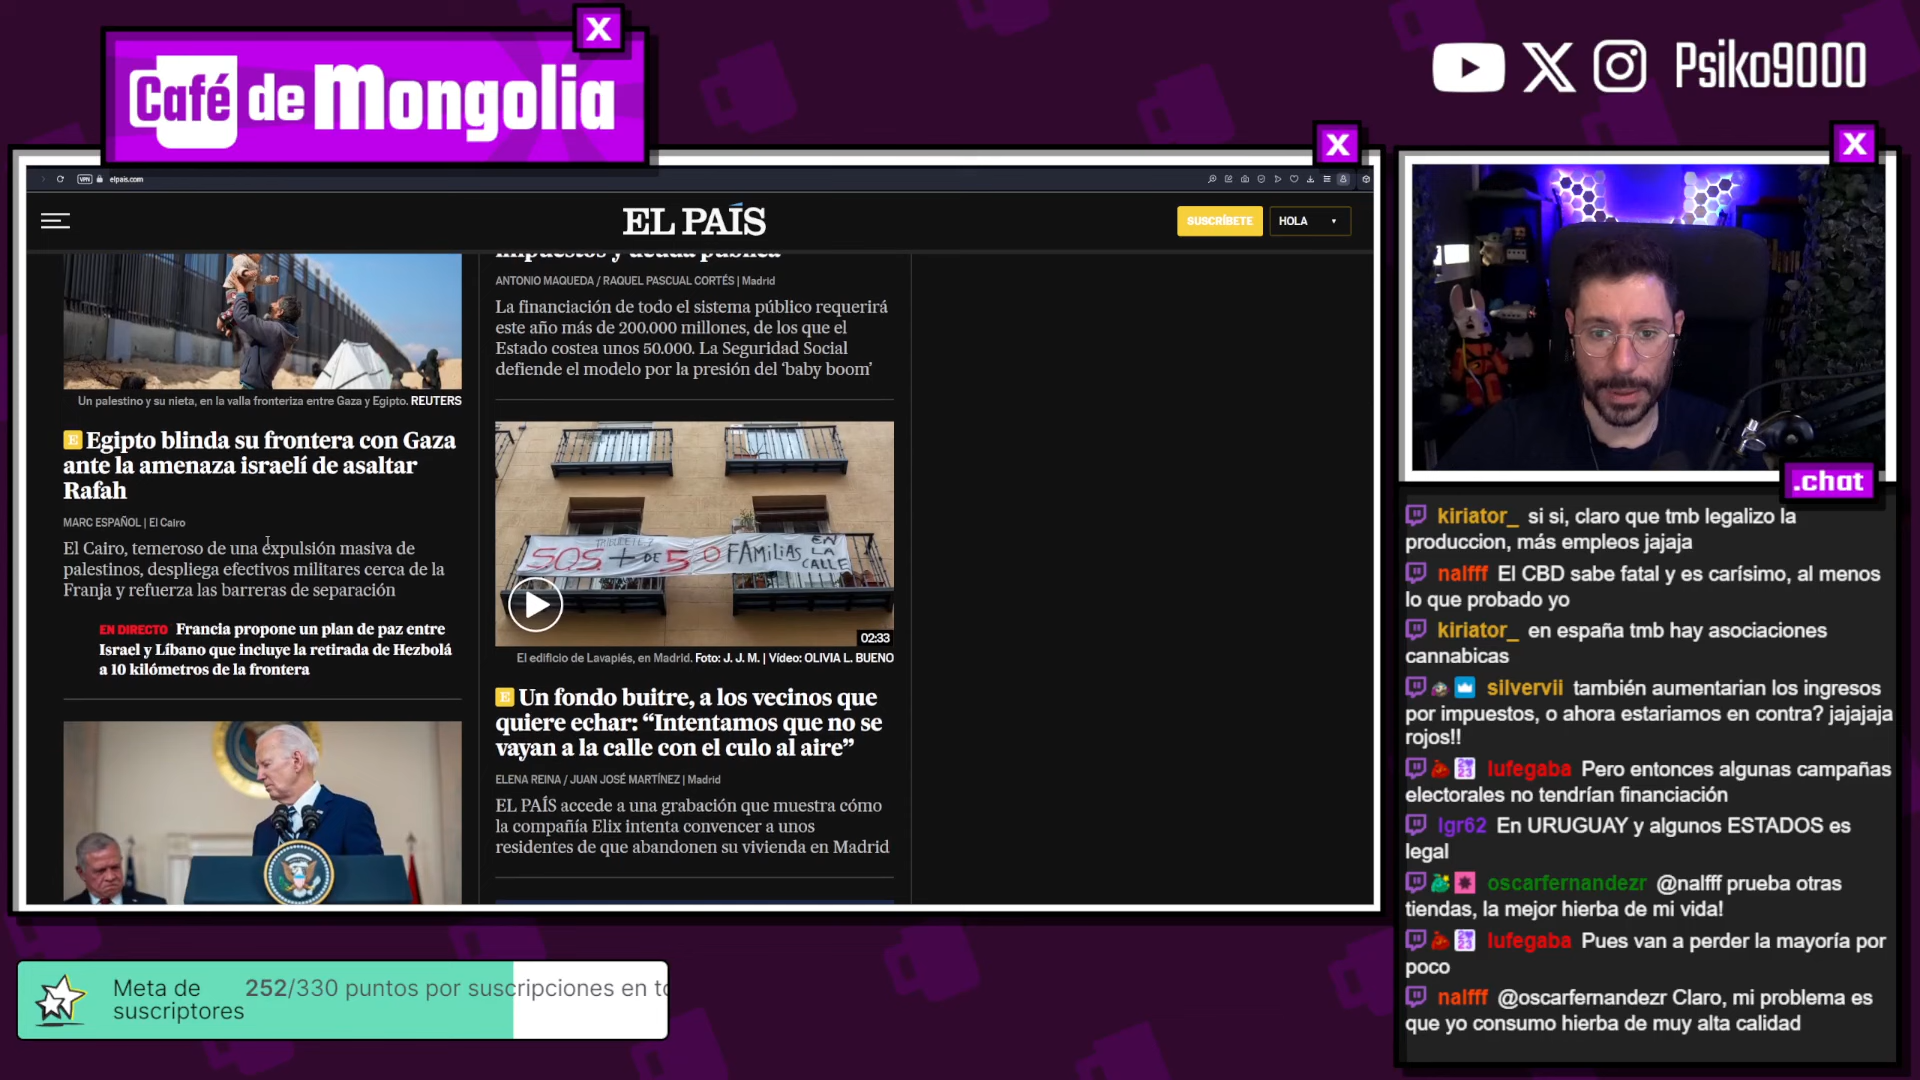 X
Café de Mongolia
Psiko9000
X
X
VPN
elpais.com
EL PAÍS
SUSCRÍBETE
HOLA
impuestos y deuda pública
ANTONIO MAQUEDA / RAQUEL PASCUAL CORTÉS | Madrid
La financiación de todo el sistema público requerirá
este año más de 200.000 millones, de los que el
Estado costea unos 50.000. La Seguridad Social
defiende el modelo por la presión del ‘baby boom’
Un palestino y su nieta, en la valla fronteriza entre Gaza y Egipto. REUTERS
E Egipto blinda su frontera con Gaza
ante la amenaza israelí de asaltar
Rafah
MARC ESPAÑOL | El Cairo
El Cairo, temeroso de una expulsión masiva de
palestinos, despliega efectivos militares cerca de la
Franja y refuerza las barreras de separación
EN DIRECTO Francia propone un plan de paz entre
Israel y Líbano que incluye la retirada de Hezbolá
a 10 kilómetros de la frontera
SOS + DE 50 FAMILIAS EN
LA
CALLE
02:33
El edificio de Lavapiés, en Madrid. Foto: J. J. M. | Vídeo: OLIVIA L. BUENO
E Un fondo buitre, a los vecinos que
quiere echar: “Intentamos que no se
vayan a la calle con el culo al aire”
ELENA REINA / JUAN JOSÉ MARTÍNEZ | Madrid
EL PAÍS accede a una grabación que muestra cómo
la compañía Elix intenta convencer a unos
residentes de que abandonen su vivienda en Madrid
.chat
kiriator_ si si, claro que tmb legalizo la
produccion, más empleos jajaja
nalfff El CBD sabe fatal y es carísimo, al menos
lo que probado yo
kiriator_ en españa tmb hay asociaciones
cannabicas
silvervii también aumentarian los ingresos
por impuestos, o ahora estariamos en contra? jajajaja
rojos!!
lufegaba Pero entonces algunas campañas
electorales no tendrían financiación
lgr62 En URUGUAY y algunos ESTADOS es
legal
oscarfernandezr @nalfff prueba otras
tiendas, la mejor hierba de mi vida!
lufegaba Pues van a perder la mayoría por
poco
nalfff @oscarfernandezr Claro, mi problema es
que yo consumo hierba de muy alta calidad
Meta de
suscriptores
252/330 puntos por suscripciones en to